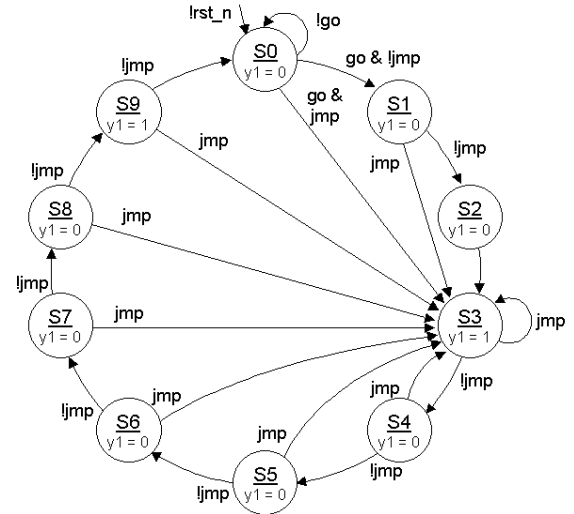 !rst_n
!go
S0
y1 = 0
go & !jmp
!jmp
S9
y1 = 1
go &
jmp
S1
y1 = 0
jmp
jmp
!jmp
!jmp
S8
y1 = 0
jmp
S2
y1 = 0
!jmp
S7
y1 = 0
jmp
S3
y1 = 1
jmp
!jmp
S6
y1 = 0
jmp
jmp
!jmp
S4
y1 = 0
jmp
!jmp
S5
y1 = 0
!jmp